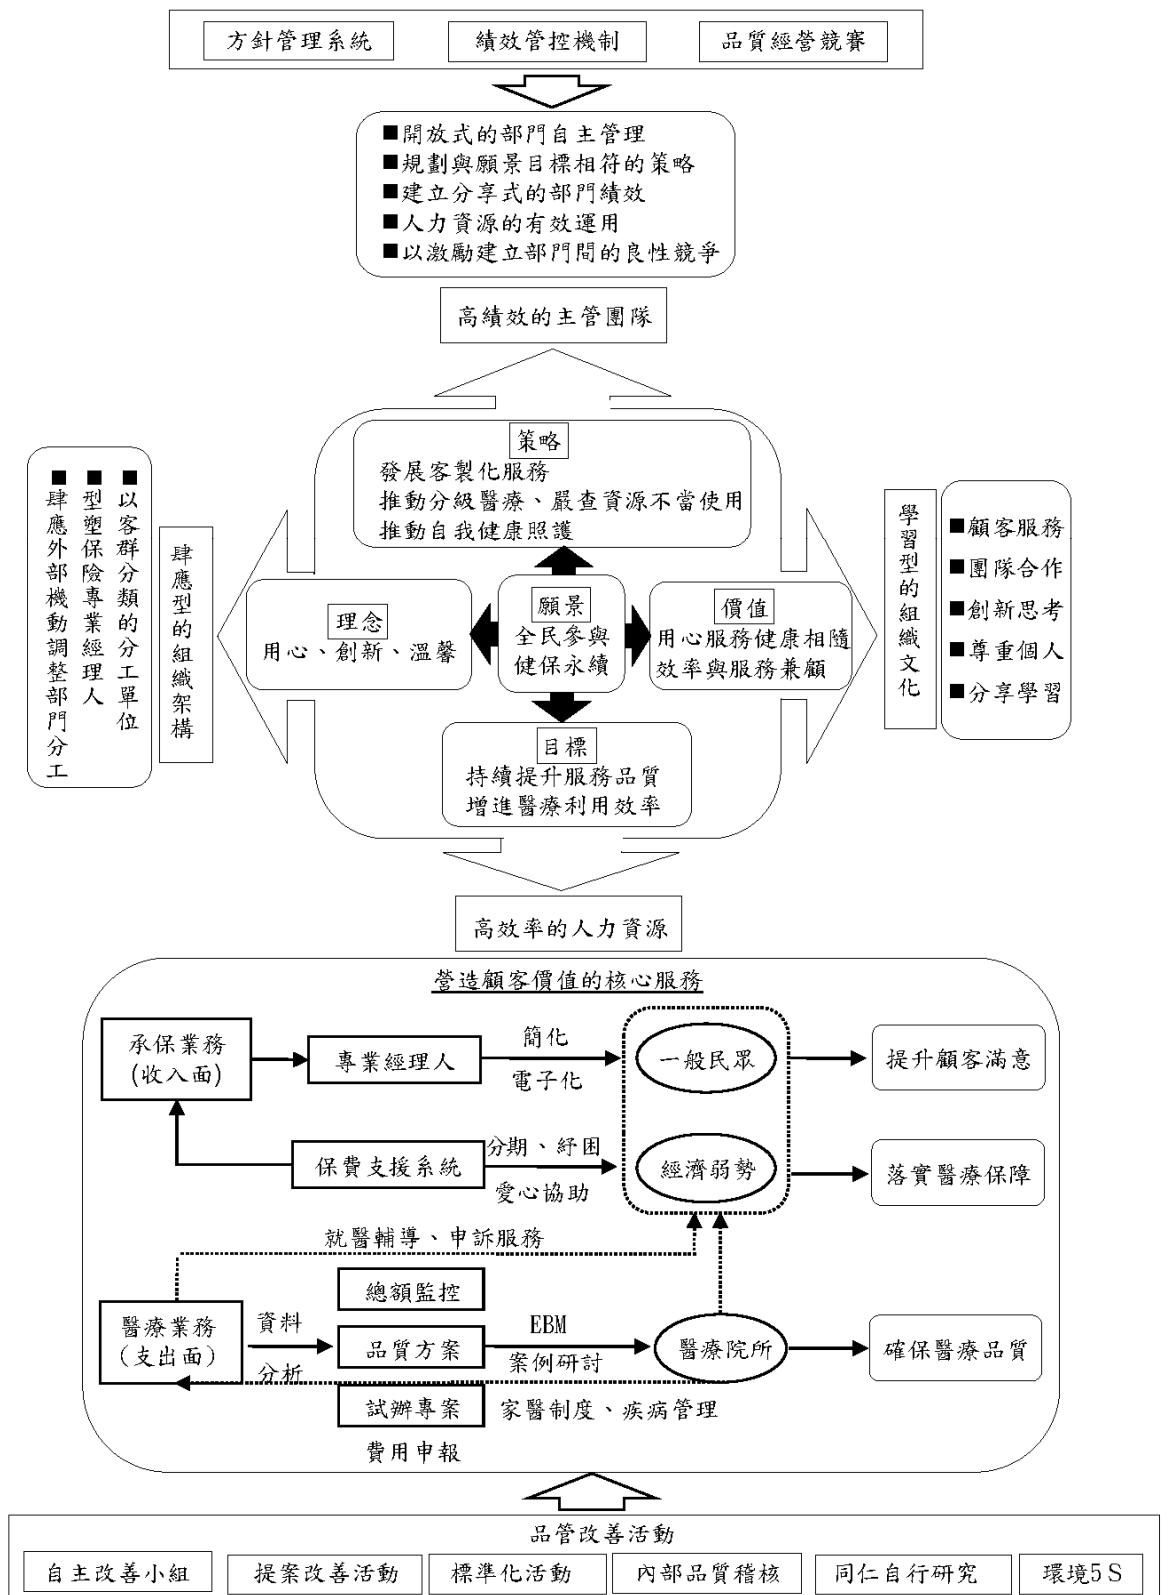 方針管理系統
績效管控機制
品質經營競賽
■開放式的部門自主管理
■規劃與願景目標相符的策略
■建立分享式的部門績效
■人力資源的有效運用
■以激勵建立部門間的良性競爭
高績效的主管團隊
策略
發展客製化服務
推動分級醫療、嚴查資源不當使用
推動自我健康照護
■以客群分類的分工單位
■型塑保險專業經理人
■肆應外部機動調整部門分工
肆應型的組織架構
理念
用心、創新、溫馨
願景
全民參與
健保永續
價值
用心服務健康相隨
效率與服務兼顧
學習型的組織文化
■顧客服務
■團隊合作
■創新思考
■尊重個人
■分享學習
目標
持續提升服務品質
增進醫療利用效率
高效率的人力資源
營造顧客價值的核心服務
承保業務
(收入面)
專業經理人
簡化
電子化
一般民眾
提升顧客滿意
保費支援系統
分期、紓困
愛心協助
經濟弱勢
落實醫療保障
就醫輔導、申訴服務
總額監控
醫療業務
（支出面）
資料
分析
品質方案
EBM
案例研討
醫療院所
確保醫療品質
試辦專案
家醫制度、疾病管理
費用申報
品管改善活動
自主改善小組
提案改善活動
標準化活動
內部品質稽核
同仁自行研究
環境5S